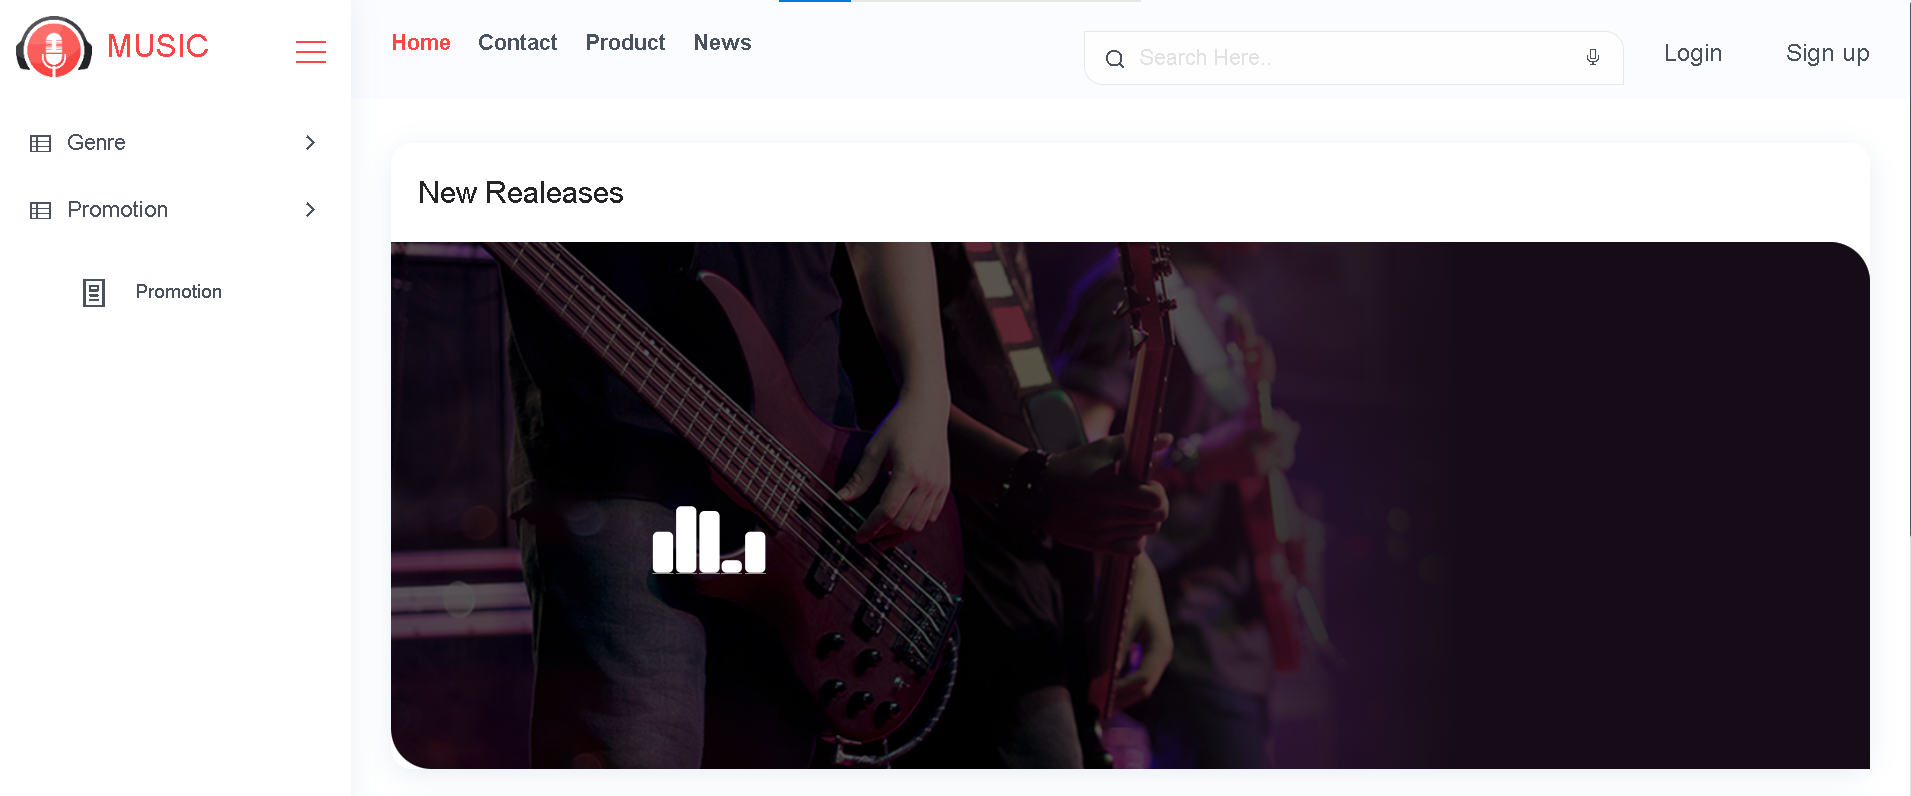 MUSIC
Home Contact Product News
Search Here..
Login Sign up
Genre
Promotion
Promotion
New Realeases